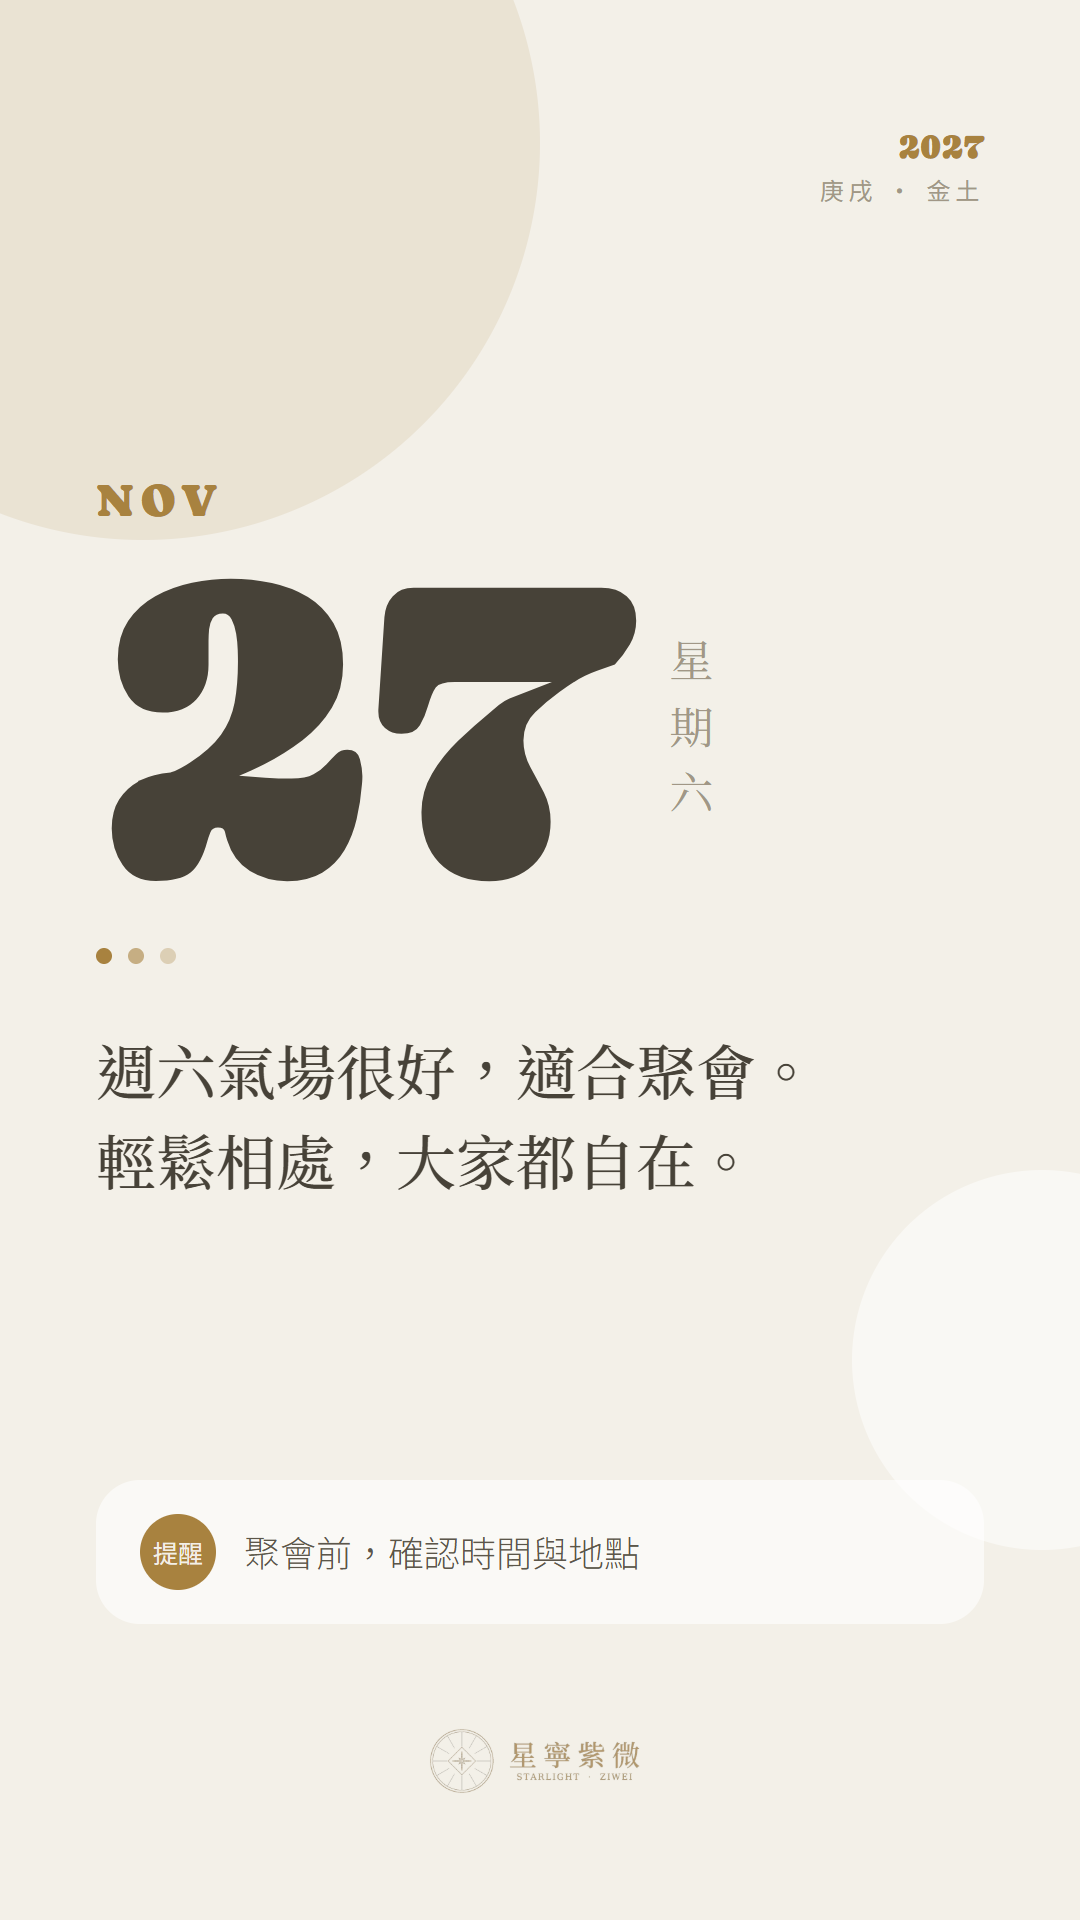 2027
庚戌 · 金土
NOV
27
星期六
週六氣場很好，適合聚會。
輕鬆相處，大家都自在。
提醒
聚會前，確認時間與地點
星寧紫微
STARLIGHT · ZIWEI